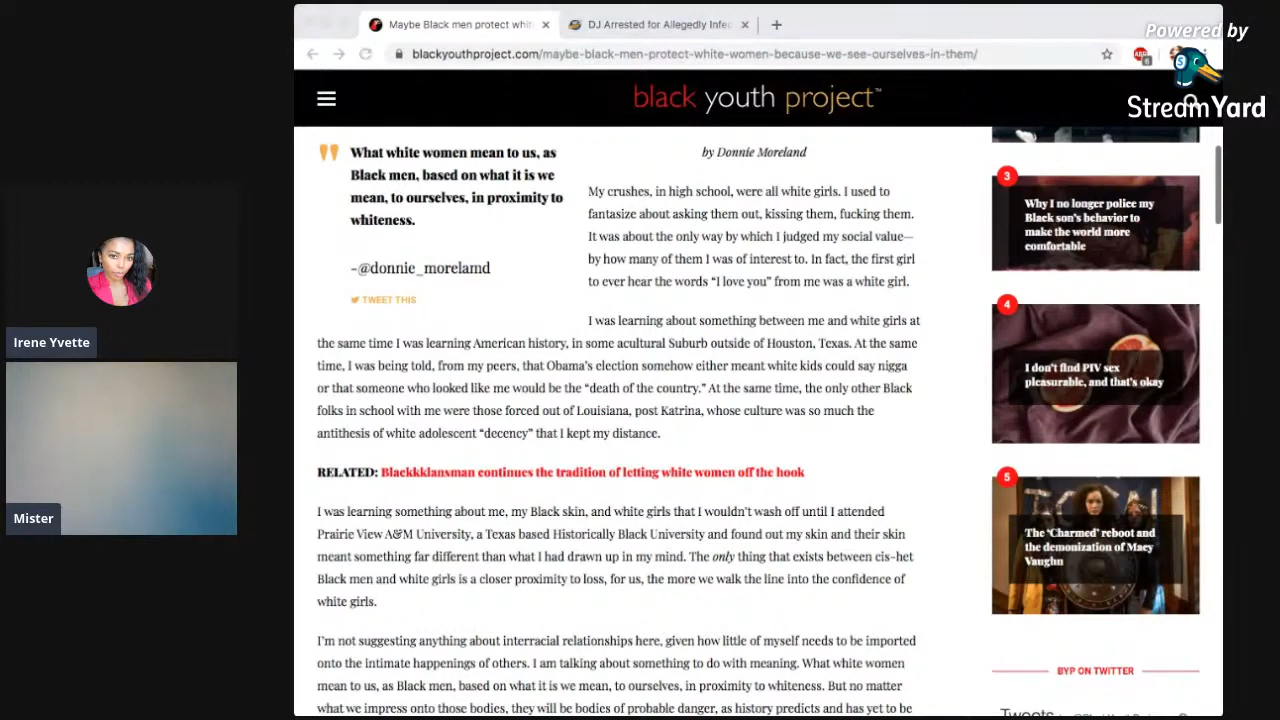 Maybe Black men protect whit
DJ Arrested for Allegedly Infec
Powered by
StreamYard
blackyouthproject.com/maybe-black-men-protect-white-women-because-we-see-ourselves-in-them/
black youth project™
What white women mean to us, as
Black men, based on what it is we
mean, to ourselves, in proximity to
whiteness.
-@donnie_morelamd
TWEET THIS
by Donnie Moreland
My crushes, in high school, were all white girls. I used to
fantasize about asking them out, kissing them, fucking them.
It was about the only way by which I judged my social value—
by how many of them I was of interest to. In fact, the first girl
to ever hear the words “I love you” from me was a white girl.
I was learning about something between me and white girls at
the same time I was learning American history, in some acultural Suburb outside of Houston, Texas. At the same
time, I was being told, from my peers, that Obama’s election somehow either meant white kids could say nigga
or that someone who looked like me would be the “death of the country.” At the same time, the only other Black
folks in school with me were those forced out of Louisiana, post Katrina, whose culture was so much the
antithesis of white adolescent “decency” that I kept my distance.
RELATED: Blackkklansman continues the tradition of letting white women off the hook
I was learning something about me, my Black skin, and white girls that I wouldn’t wash off until I attended
Prairie View A&M University, a Texas based Historically Black University and found out my skin and their skin
meant something far different than what I had drawn up in my mind. The only thing that exists between cis-het
Black men and white girls is a closer proximity to loss, for us, the more we walk the line into the confidence of
white girls.
I’m not suggesting anything about interracial relationships here, given how little of myself needs to be imported
onto the intimate happenings of others. I am talking about something to do with meaning. What white women
mean to us, as Black men, based on what it is we mean, to ourselves, in proximity to whiteness. But no matter
what we impress onto those bodies, they will be bodies of probable danger, as history predicts and has yet to be
3
Why I no longer police my
Black son’s behavior to
make the world more
comfortable
4
I don’t find PIV sex
pleasurable, and that’s okay
5
The ‘Charmed’ reboot and
the demonization of Macy
Vaughn
BYP ON TWITTER
Tweets
Irene Yvette
Mister